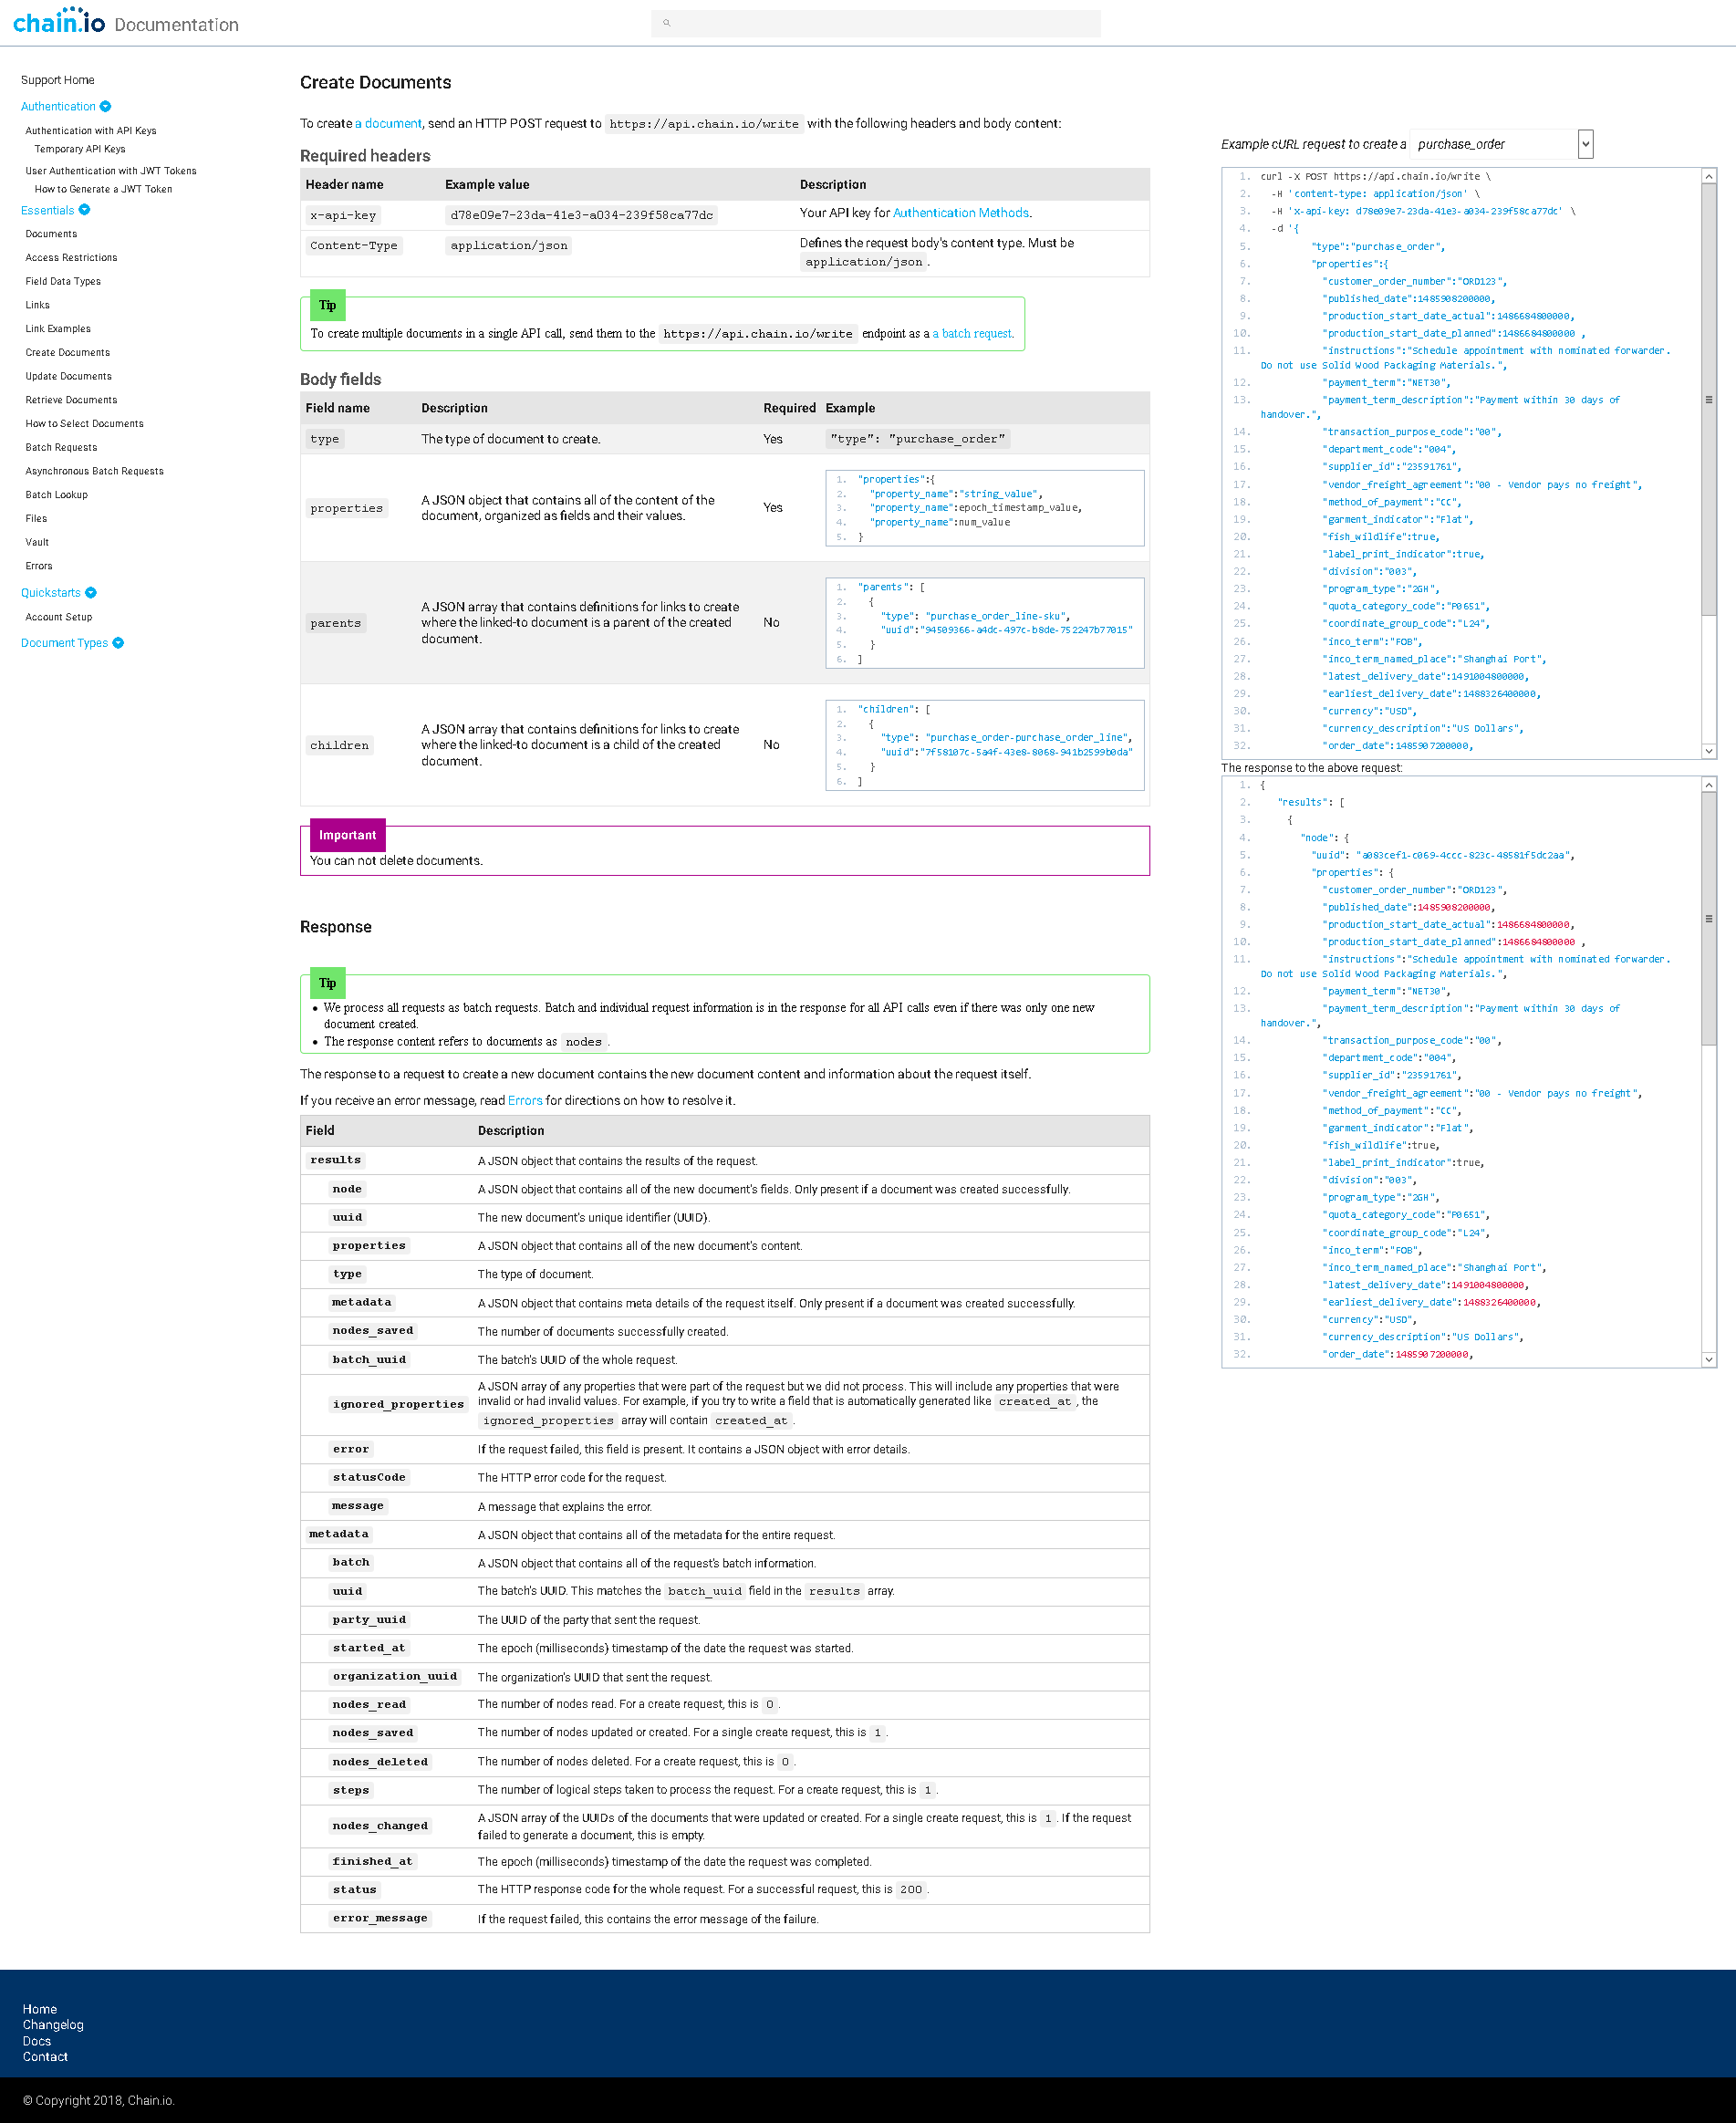 chain.io Documentation
Support Home
Authentication
Authentication with API Keys
Temporary API Keys
User Authentication with JWT Tokens
How to Generate a JWT Token
Essentials
Documents
Access Restrictions
Field Data Types
Links
Link Examples
Create Documents
Update Documents
Retrieve Documents
How to Select Documents
Batch Requests
Asynchronous Batch Requests
Batch Lookup
Files
Vault
Errors
Quickstarts
Account Setup
Document Types
Create Documents
To create a document, send an HTTP POST request to https://api.chain.io/write with the following headers and body content:
Required headers
Header name Example value Description
x-api-key d78e09e7-23da-41e3-a034-239f58ca77dc Your API key for Authentication Methods.
Content-Type application/json Defines the request body's content type. Must be
application/json.
Tip
To create multiple documents in a single API call, send them to the https://api.chain.io/write endpoint as a a batch request.
Body fields
Field name Description Required Example
type The type of document to create. Yes "type": "purchase_order"
properties A JSON object that contains all of the content of the
document, organized as fields and their values. Yes
1. "properties":{
2. "property_name":"string_value",
3. "property_name":epoch_timestamp_value,
4. "property_name":num_value
5. }
parents A JSON array that contains definitions for links to create
where the linked-to document is a parent of the created
document. No
1. "parents": [
2. {
3. "type": "purchase_order_line-sku",
4. "uuid":"94509366-a4dc-497c-b8de-752247b77015"
5. }
6. ]
children A JSON array that contains definitions for links to create
where the linked-to document is a child of the created
document. No
1. "children": [
2. {
3. "type": "purchase_order-purchase_order_line",
4. "uuid":"7f58107c-5a4f-43e8-8068-941b2599b0da"
5. }
6. ]
Important
You can not delete documents.
Response
Tip
• We process all requests as batch requests. Batch and individual request information is in the response for all API calls even if there was only one new
document created.
• The response content refers to documents as nodes.
The response to a request to create a new document contains the new document content and information about the request itself.
If you receive an error message, read Errors for directions on how to resolve it.
Field Description
results A JSON object that contains the results of the request.
node A JSON object that contains all of the new document's fields. Only present if a document was created successfully.
uuid The new document's unique identifier (UUID).
properties A JSON object that contains all of the new document's content.
type The type of document.
metadata A JSON object that contains meta details of the request itself. Only present if a document was created successfully.
nodes_saved The number of documents successfully created.
batch_uuid The batch's UUID of the whole request.
ignored_properties A JSON array of any properties that were part of the request but we did not process. This will include any properties that were
invalid or had invalid values. For example, if you try to write a field that is automatically generated like created_at, the
ignored_properties array will contain created_at.
error If the request failed, this field is present. It contains a JSON object with error details.
statusCode The HTTP error code for the request.
message A message that explains the error.
metadata A JSON object that contains all of the metadata for the entire request.
batch A JSON object that contains all of the request's batch information.
uuid The batch's UUID. This matches the batch_uuid field in the results array.
party_uuid The UUID of the party that sent the request.
started_at The epoch (milliseconds) timestamp of the date the request was started.
organization_uuid The organization's UUID that sent the request.
nodes_read The number of nodes read. For a create request, this is 0.
nodes_saved The number of nodes updated or created. For a single create request, this is 1.
nodes_deleted The number of nodes deleted. For a create request, this is 0.
steps The number of logical steps taken to process the request. For a create request, this is 1.
nodes_changed A JSON array of the UUIDs of the documents that were updated or created. For a single create request, this is 1. If the request
failed to generate a document, this is empty.
finished_at The epoch (milliseconds) timestamp of the date the request was completed.
status The HTTP response code for the whole request. For a successful request, this is 200.
error_message If the request failed, this contains the error message of the failure.
Example cURL request to create a purchase_order
1. curl -X POST https://api.chain.io/write \
2. -H 'content-type: application/json' \
3. -H 'x-api-key: d78e09e7-23da-41e3-a034-239f58ca77dc' \
4. -d '{
5. "type":"purchase_order",
6. "properties":{
7. "customer_order_number":"ORD123",
8. "published_date":1485908200000,
9. "production_start_date_actual":1486684800000,
10. "production_start_date_planned":1486684800000 ,
11. "instructions":"Schedule appointment with nominated forwarder.
Do not use Solid Wood Packaging Materials.",
12. "payment_term":"NET30",
13. "payment_term_description":"Payment within 30 days of
handover.",
14. "transaction_purpose_code":"00",
15. "department_code":"004",
16. "supplier_id":"23591761",
17. "vendor_freight_agreement":"00 - Vendor pays no freight",
18. "method_of_payment":"CC",
19. "garment_indicator":"Flat",
20. "fish_wildlife":true,
21. "label_print_indicator":true,
22. "division":"003",
23. "program_type":"2GH",
24. "quota_category_code":"P0651",
25. "coordinate_group_code":"L24",
26. "inco_term":"FOB",
27. "inco_term_named_place":"Shanghai Port",
28. "latest_delivery_date":1491004800000,
29. "earliest_delivery_date":1488326400000,
30. "currency":"USD",
31. "currency_description":"US Dollars",
32. "order_date":1485907200000,
The response to the above request:
1. {
2. "results": [
3. {
4. "node": {
5. "uuid": "a083cef1-c069-4ccc-823c-48581f5dc2aa",
6. "properties": {
7. "customer_order_number":"ORD123",
8. "published_date":1485908200000,
9. "production_start_date_actual":1486684800000,
10. "production_start_date_planned":1486684800000 ,
11. "instructions":"Schedule appointment with nominated forwarder.
Do not use Solid Wood Packaging Materials.",
12. "payment_term":"NET30",
13. "payment_term_description":"Payment within 30 days of
handover.",
14. "transaction_purpose_code":"00",
15. "department_code":"004",
16. "supplier_id":"23591761",
17. "vendor_freight_agreement":"00 - Vendor pays no freight",
18. "method_of_payment":"CC",
19. "garment_indicator":"Flat",
20. "fish_wildlife":true,
21. "label_print_indicator":true,
22. "division":"003",
23. "program_type":"2GH",
24. "quota_category_code":"P0651",
25. "coordinate_group_code":"L24",
26. "inco_term":"FOB",
27. "inco_term_named_place":"Shanghai Port",
28. "latest_delivery_date":1491004800000,
29. "earliest_delivery_date":1488326400000,
30. "currency":"USD",
31. "currency_description":"US Dollars",
32. "order_date":1485907200000,
Home
Changelog
Docs
Contact
© Copyright 2018, Chain.io.